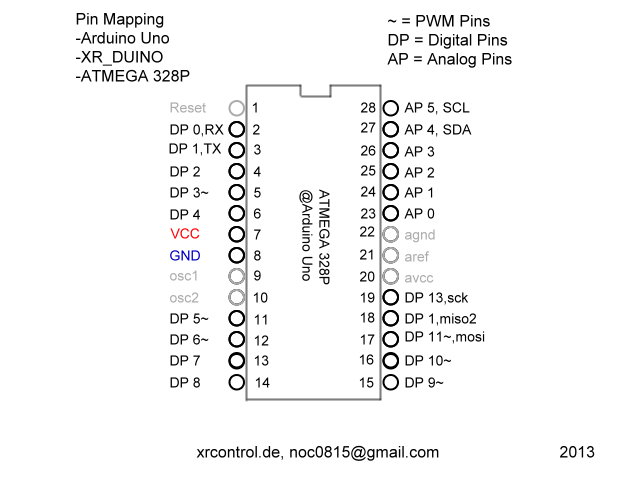 Pin Mapping
-Arduino Uno
-XR_DUINO
-ATMEGA 328P
~ = PWM Pins
DP = Digital Pins
AP = Analog Pins
Reset 1
DP 0,RX 2
DP 1,TX 3
DP 2 4
DP 3~ 5
DP 4 6
VCC 7
GND 8
osc1 9
osc2 10
DP 5~ 11
DP 6~ 12
DP 7 13
DP 8 14
ATMEGA 328P
@Arduino Uno
28 AP 5, SCL
27 AP 4, SDA
26 AP 3
25 AP 2
24 AP 1
23 AP 0
22 agnd
21 aref
20 avcc
19 DP 13,sck
18 DP 1,miso2
17 DP 11~,mosi
16 DP 10~
15 DP 9~
xrcontrol.de, noc0815@gmail.com 2013